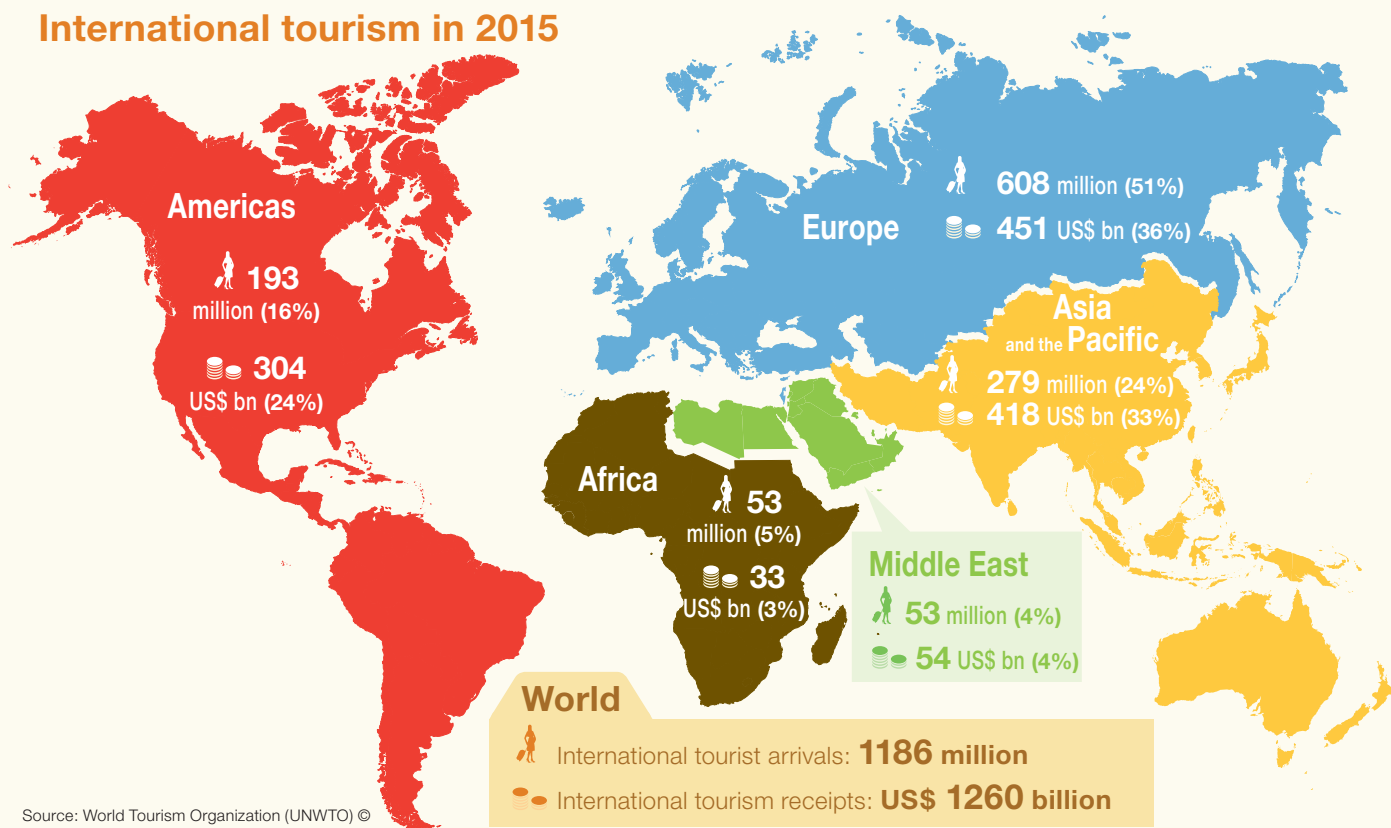 International tourism in 2015
Americas
193
million (16%)
304
US$ bn (24%)
Europe
608 million (51%)
451 US$ bn (36%)
Asia
and the Pacific
279 million (24%)
418 US$ bn (33%)
Africa
53
million (5%)
33
US$ bn (3%)
Middle East
53 million (4%)
54 US$ bn (4%)
World
International tourist arrivals: 1186 million
International tourism receipts: US$ 1260 billion
Source: World Tourism Organization (UNWTO) ©